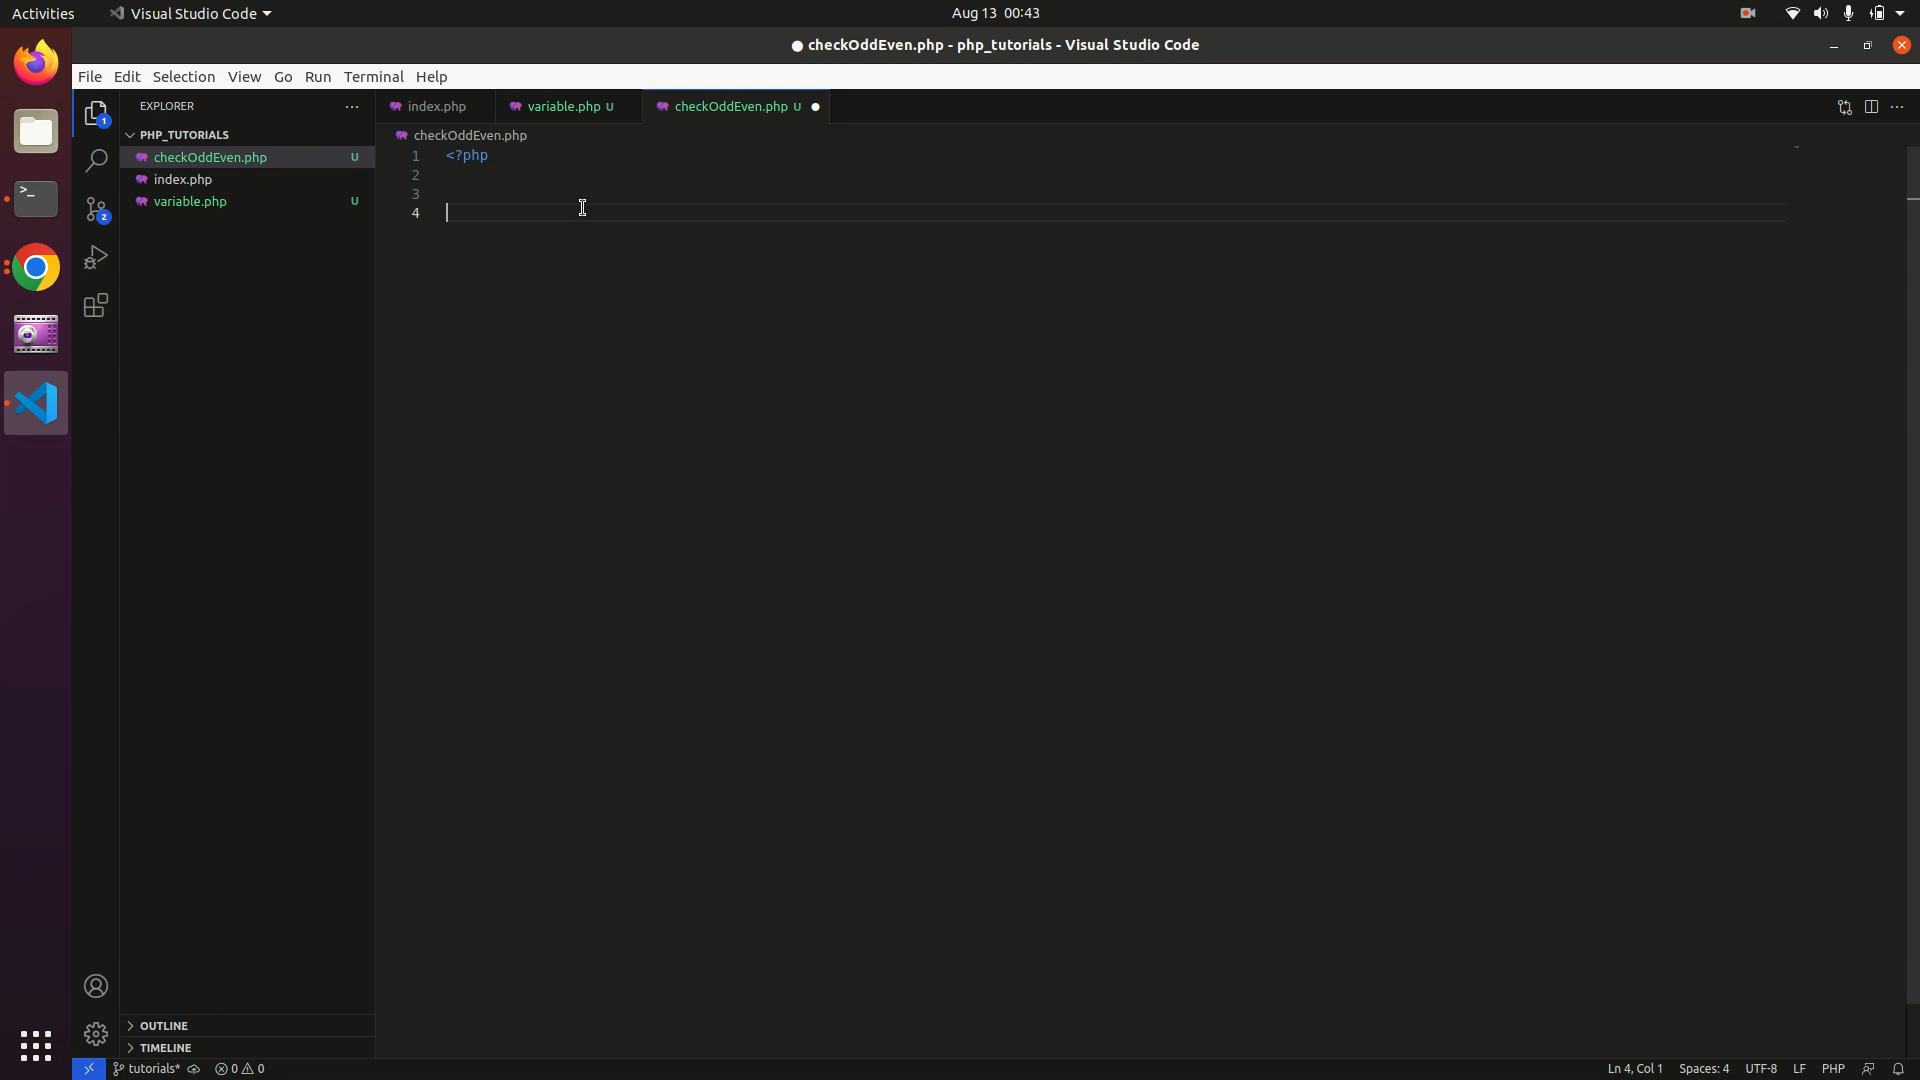 Activities Visual Studio Code Aug 13 00:43
● checkOddEven.php - php_tutorials - Visual Studio Code
File Edit Selection View Go Run Terminal Help
EXPLORER
PHP_TUTORIALS
checkOddEven.php U
index.php
variable.php U
OUTLINE
TIMELINE
1
2
index.php variable.php U checkOddEven.php U
checkOddEven.php
1 <?php
2
3
4
tutorials* 0 0 Ln 4, Col 1 Spaces: 4 UTF-8 LF PHP